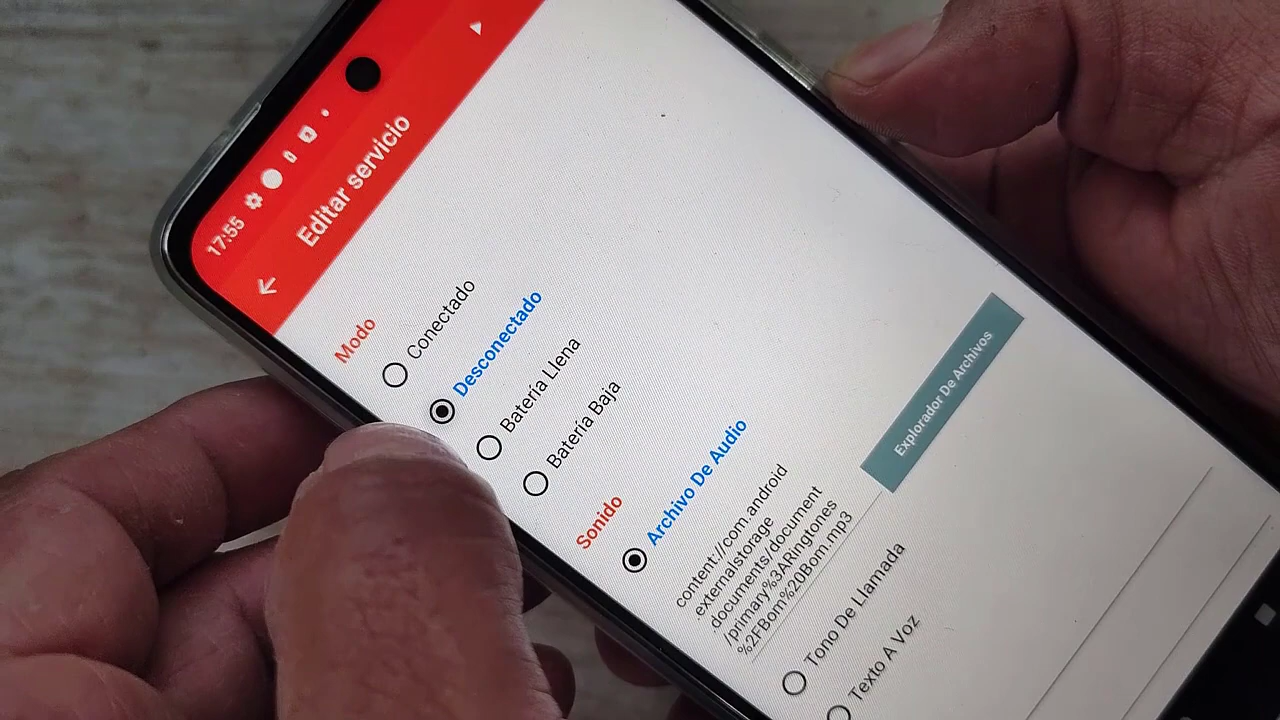 17:55
Editar servicio
Modo
Conectado
Desconectado
Batería Llena
Batería Baja
Sonido
Archivo De Audio
content://com.android
.externalstorage
.documents/document
/primary%3ARingtones
%2FBom%20Bom.mp3
Explorador De Archivos
Tono De Llamada
Texto A Voz